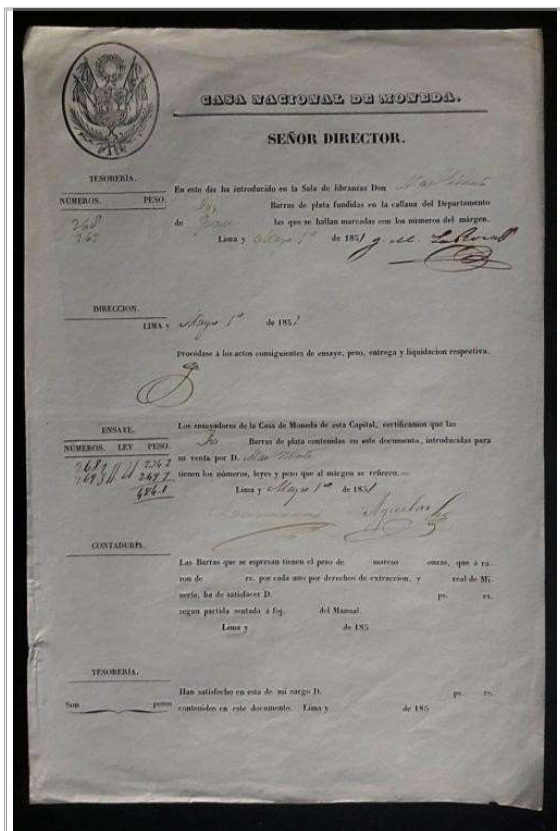 CASA NACIONAL DE MONEDA.
SEÑOR DIRECTOR.
TESORERÍA.
NÚMEROS. PESO.
268
En este dia ha introducido en la Sala de libranzas Don
Barras de plata fundidas en la callana del Departamento
de las que se hallan marcadas con los números del márgen.
Lima y Mayo 1º de 1851
DIRECCION.
LIMA y Mayo 1º de 1851
Procédase á los actos consiguientes de ensaye, peso, entrega y liquidacion respectiva.
ENSAYE.
NÚMEROS. LEY PESO.
268
269
Los ensayadores de la Casa de Moneda de esta Capital, certificamos que las
Barras de plata contenidas en este documento, introducidas para
su venta por D.
tienen los números, leyes y peso que al márgen se refieren.
Lima y Mayo 1º de 1851
CONTADURÍA.
Las Barras que se espresan tienen el peso de marcos onzas, que á ra-
zon de rs. por cada uno por derechos de extraccion, y real de Mi-
nería, ha de satisfacer D. ps. rs.
segun partida sentada á foj. del Manual.
Lima y de 185
TESORERÍA.
Son pesos
Han satisfecho en esta de mi cargo D. ps. rs.
contenidos en este documento. Lima y de 185